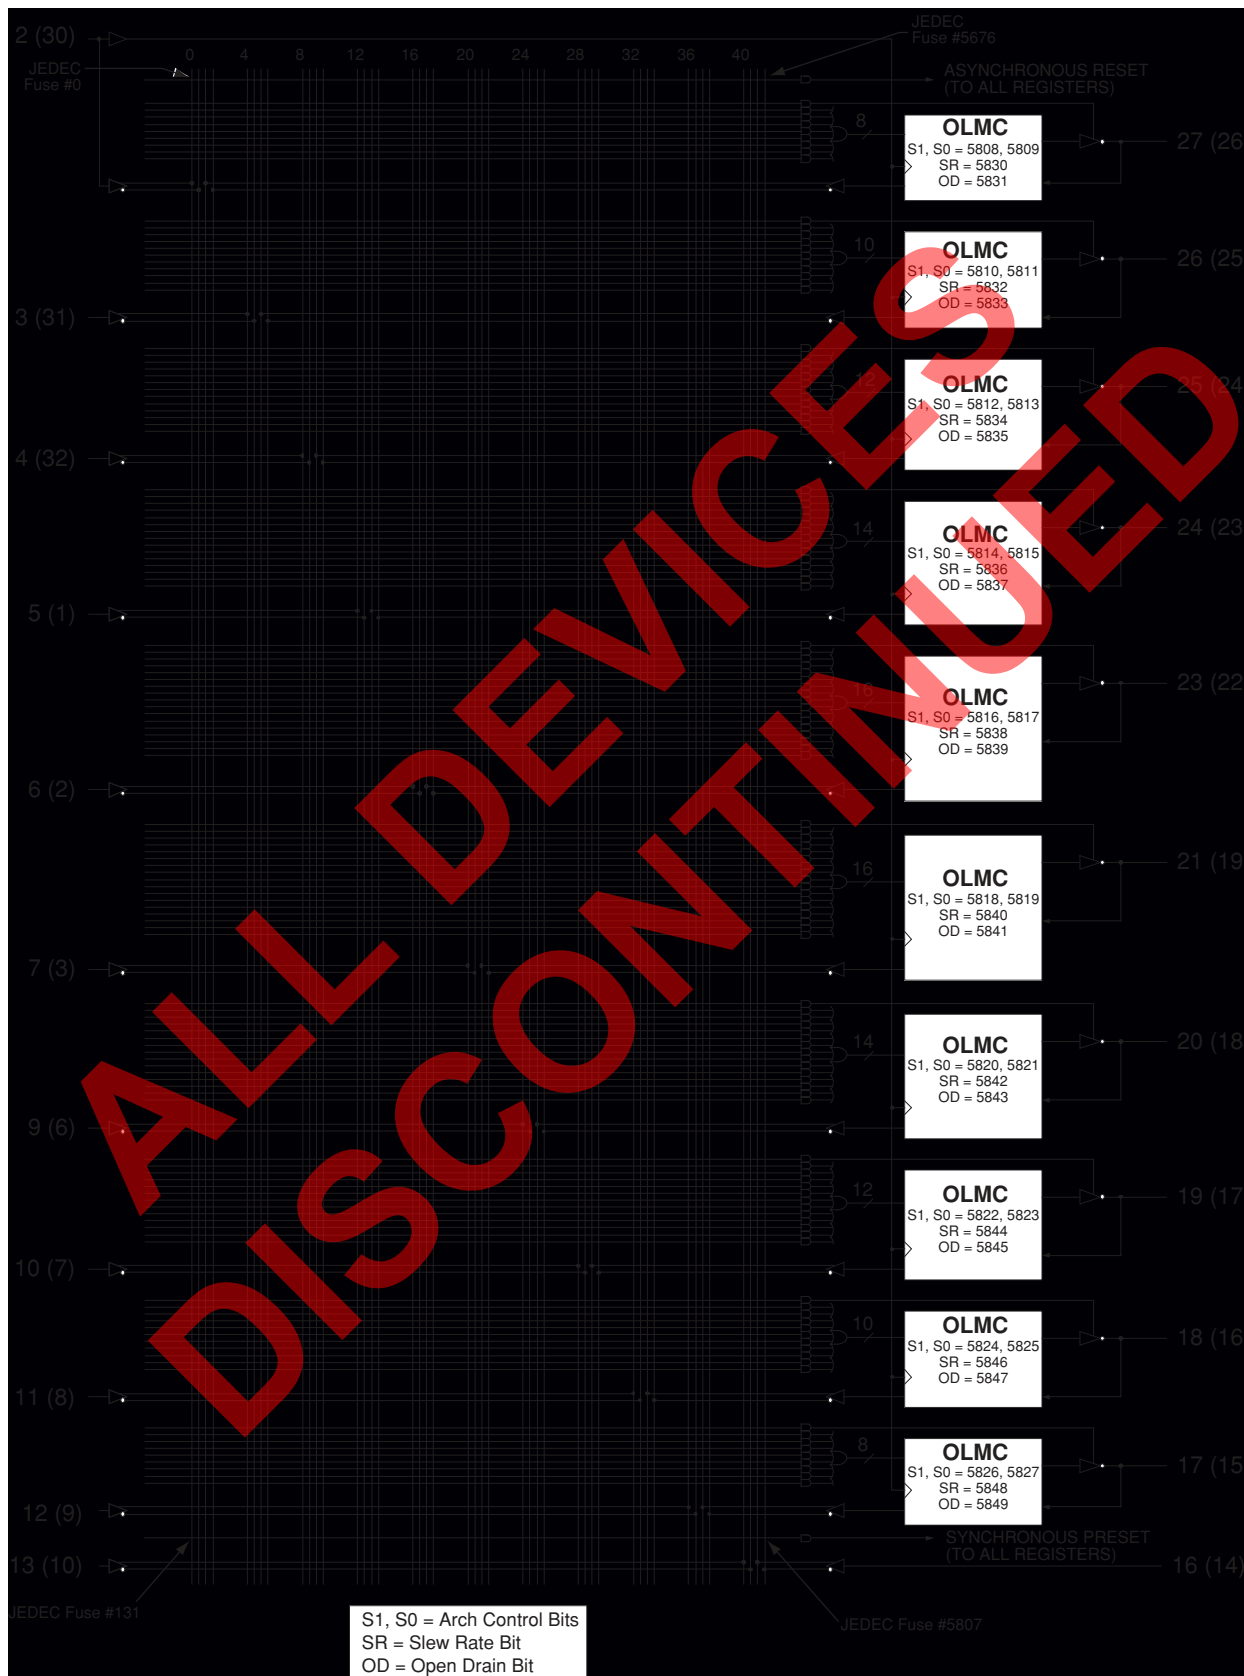 JEDEC
Fuse #5676
2 (30)
0 4 8 12 16 20 24 28 32 36 40
JEDEC
Fuse #0
ASYNCHRONOUS RESET
(TO ALL REGISTERS)
8
OLMC
S1, S0 = 5808, 5809
SR = 5830
OD = 5831
27 (26
10
OLMC
S1, S0 = 5810, 5811
SR = 5832
OD = 5833
26 (25
3 (31)
12
OLMC
S1, S0 = 5812, 5813
SR = 5834
OD = 5835
25 (24
4 (32)
14
OLMC
S1, S0 = 5814, 5815
SR = 5836
OD = 5837
24 (23
5 (1)
16
OLMC
S1, S0 = 5816, 5817
SR = 5838
OD = 5839
23 (22
6 (2)
16
OLMC
S1, S0 = 5818, 5819
SR = 5840
OD = 5841
21 (19
7 (3)
14
OLMC
S1, S0 = 5820, 5821
SR = 5842
OD = 5843
20 (18
9 (6)
12
OLMC
S1, S0 = 5822, 5823
SR = 5844
OD = 5845
19 (17
10 (7)
10
OLMC
S1, S0 = 5824, 5825
SR = 5846
OD = 5847
18 (16
11 (8)
8
OLMC
S1, S0 = 5826, 5827
SR = 5848
OD = 5849
17 (15
12 (9)
SYNCHRONOUS PRESET
(TO ALL REGISTERS)
13 (10)
16 (14)
JEDEC Fuse #131
JEDEC Fuse #5807
S1, S0 = Arch Control Bits
SR = Slew Rate Bit
OD = Open Drain Bit
ALL DEVICES
DISCONTINUED